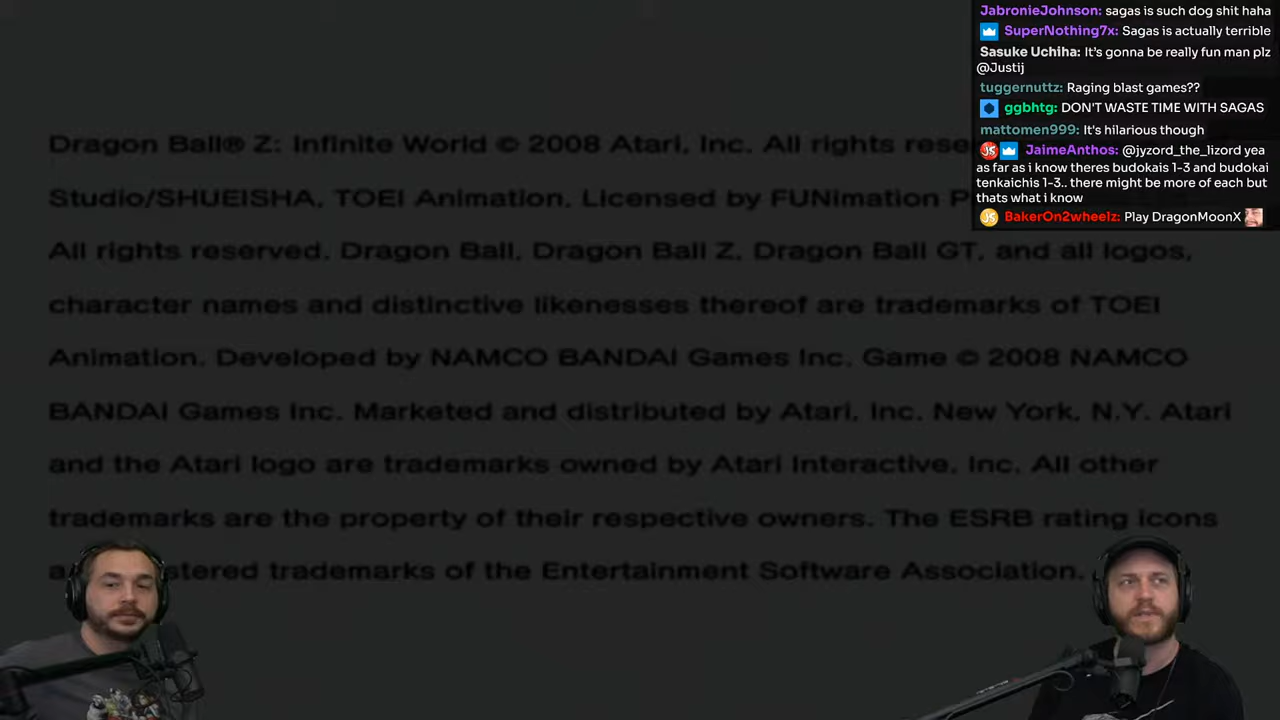 JabronieJohnson: sagas is such dog shit haha
SuperNothing7x: Sagas is actually terrible
Sasuke Uchiha: It's gonna be really fun man plz
@Justij
tuggernuttz: Raging blast games??
ggbhtg: DON'T WASTE TIME WITH SAGAS
mattomen999: It's hilarious though
JaimeAnthos: @jyzord_the_lizord yea
as far as i know theres budokais 1-3 and budokai
tenkaichis 1-3.. there might be more of each but
thats what i know
BakerOn2wheelz: Play DragonMoonX
Dragon Ball® Z: Infinite World © 2008 Atari, Inc. All rights
Studio/SHUEISHA, TOEI Animation. Licensed by FUNimation
All rights reserved. Dragon Ball, Dragon Ball Z, Dragon Ball GT, and all logos,
character names and distinctive likenesses thereof are trademarks of TOEI
Animation. Developed by NAMCO BANDAI Games Inc. Game © 2008 NAMCO
BANDAI Games Inc. Marketed and distributed by Atari, Inc. New York, N.Y. Atari
and the Atari logo are trademarks owned by Atari Interactive, Inc. All other
trademarks are the property of their respective owners. The ESRB rating icons
trademarks of the Entertainment Software Association.